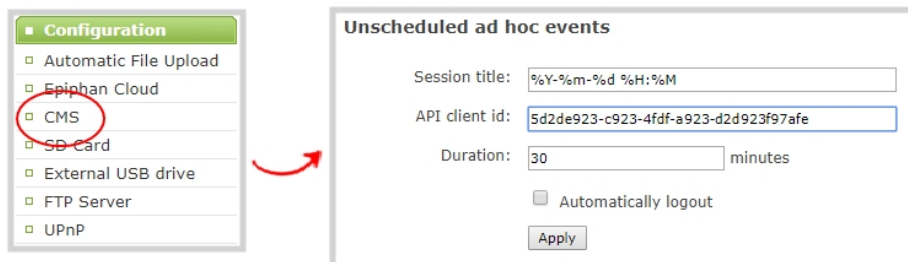 Configuration
Automatic File Upload
Epiphan Cloud
CMS
SD Card
External USB drive
FTP Server
UPnP
Unscheduled ad hoc events
Session title: %Y-%m-%d %H:%M
API client id: 5d2de923-c923-4fdf-a923-d2d923f97afe
Duration: 30 minutes
Automatically logout
Apply